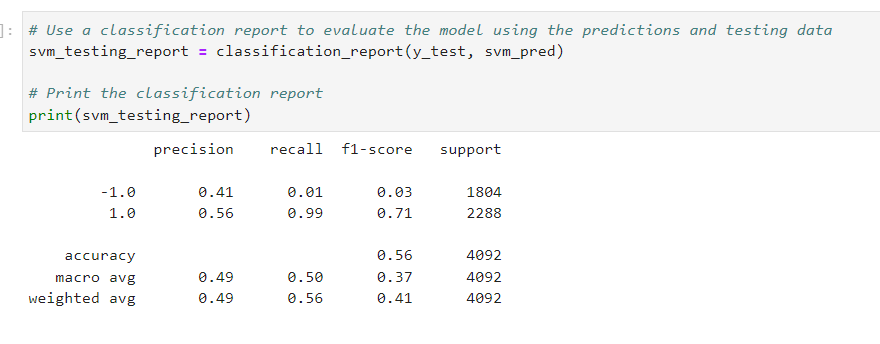 ]: # Use a classification report to evaluate the model using the predictions and testing data
svm_testing_report = classification_report(y_test, svm_pred)
# Print the classification report
print(svm_testing_report)
precision recall f1-score support
-1.0 0.41 0.01 0.03 1804
1.0 0.56 0.99 0.71 2288
accuracy 0.56 4092
macro avg 0.49 0.50 0.37 4092
weighted avg 0.49 0.56 0.41 4092